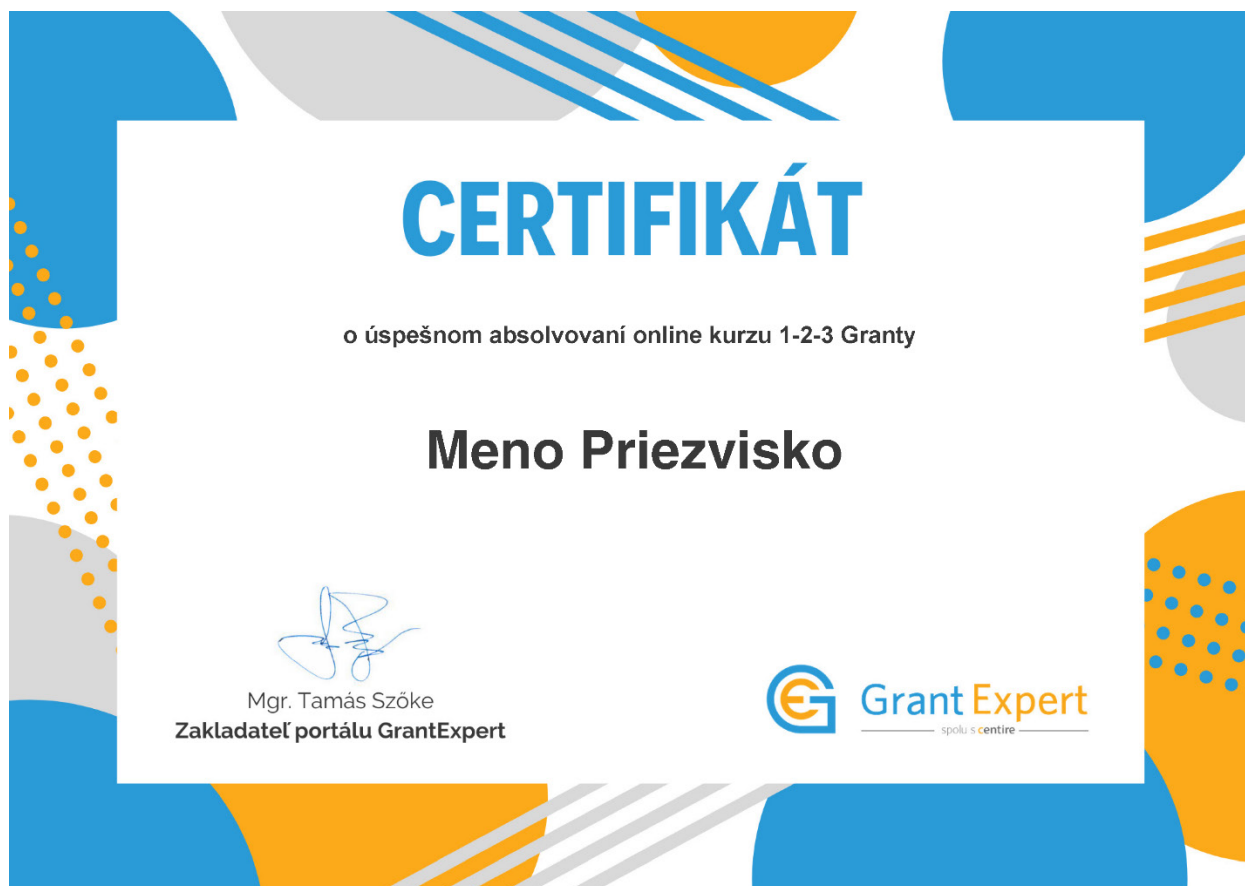 CERTIFIKÁT
o úspešnom absolvovaní online kurzu 1-2-3 Granty
Meno Priezvisko
Mgr. Tamás Szőke
Zakladateľ portálu GrantExpert
Grant Expert
spolu s centire